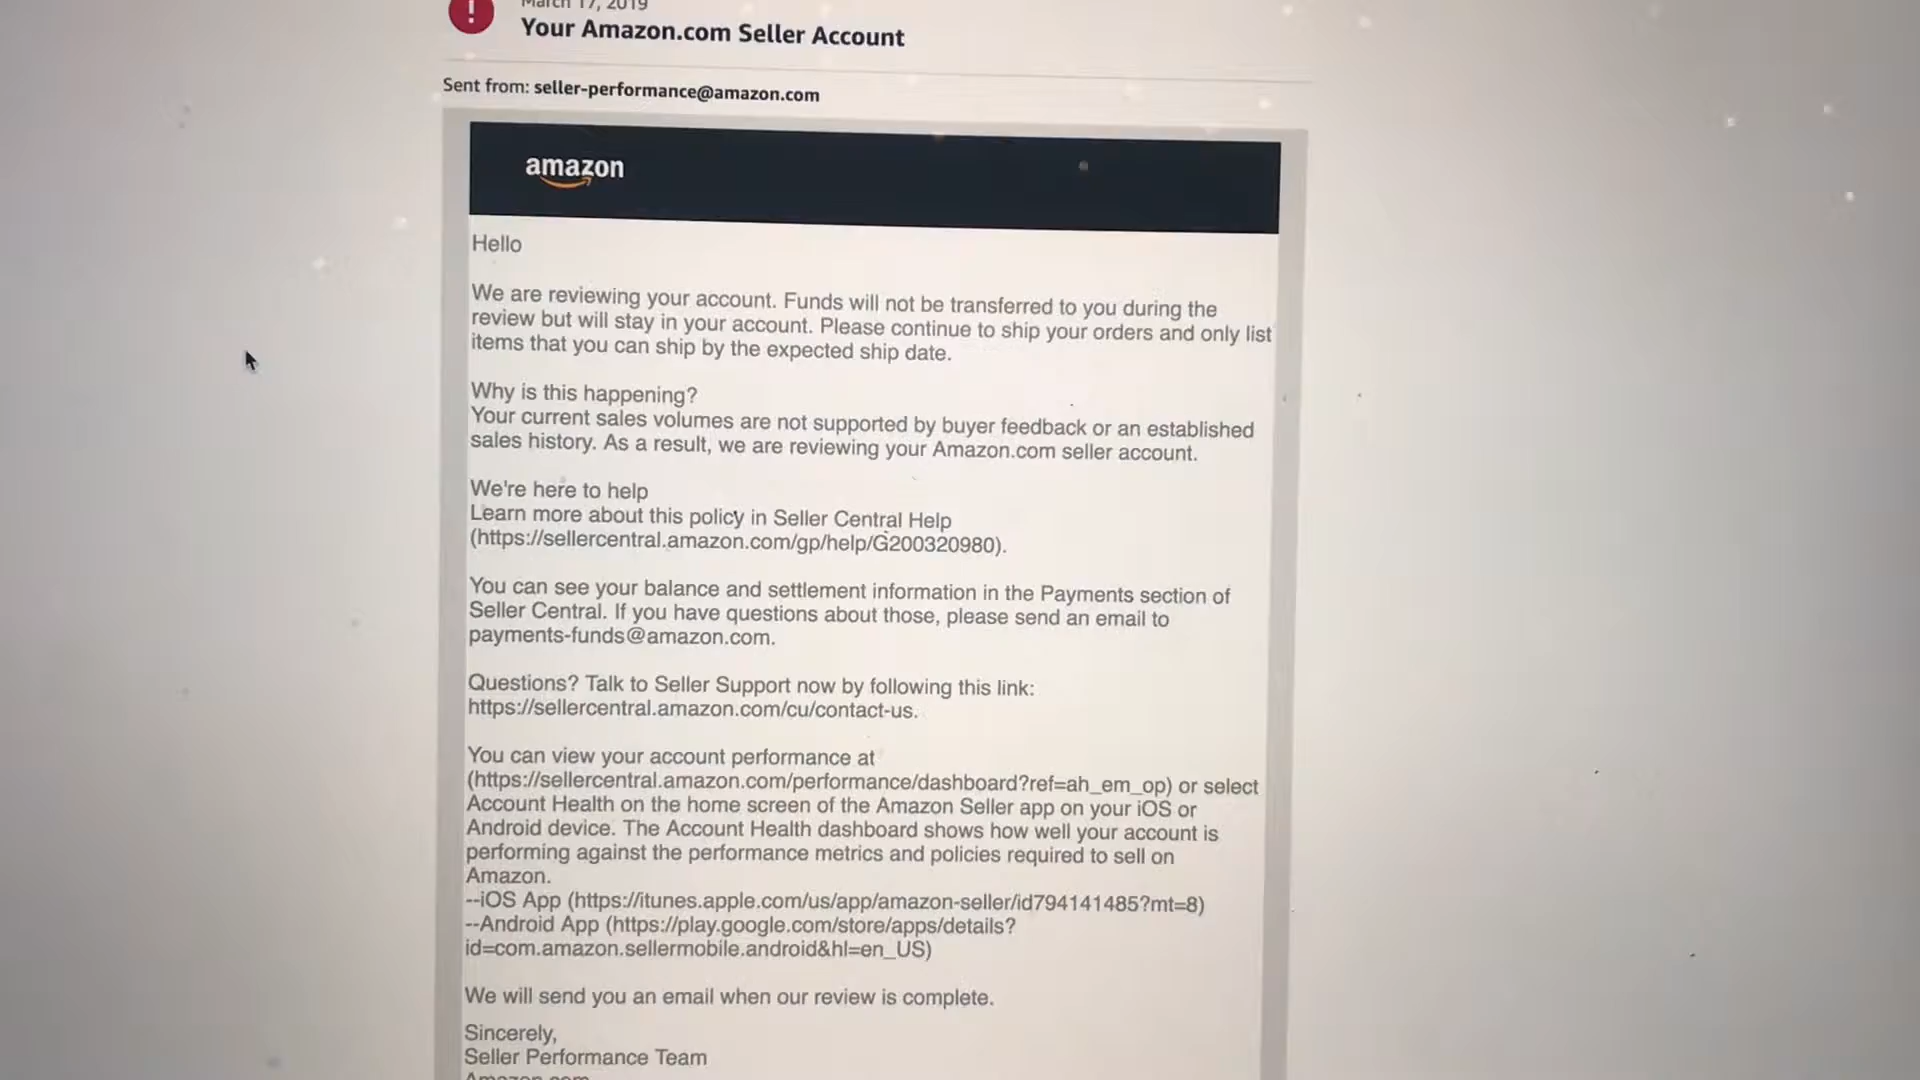 March 17, 2019
Your Amazon.com Seller Account
Sent from: seller-performance@amazon.com
amazon
Hello
We are reviewing your account. Funds will not be transferred to you during the
review but will stay in your account. Please continue to ship your orders and only list
items that you can ship by the expected ship date.
Why is this happening?
Your current sales volumes are not supported by buyer feedback or an established
sales history. As a result, we are reviewing your Amazon.com seller account.
We're here to help
Learn more about this policy in Seller Central Help
(https://sellercentral.amazon.com/gp/help/G200320980).
You can see your balance and settlement information in the Payments section of
Seller Central. If you have questions about those, please send an email to
payments-funds@amazon.com.
Questions? Talk to Seller Support now by following this link:
https://sellercentral.amazon.com/cu/contact-us.
You can view your account performance at
(https://sellercentral.amazon.com/performance/dashboard?ref=ah_em_op) or select
Account Health on the home screen of the Amazon Seller app on your iOS or
Android device. The Account Health dashboard shows how well your account is
performing against the performance metrics and policies required to sell on
Amazon.
--iOS App (https://itunes.apple.com/us/app/amazon-seller/id794141485?mt=8)
--Android App (https://play.google.com/store/apps/details?
id=com.amazon.sellermobile.android&hl=en_US)
We will send you an email when our review is complete.
Sincerely,
Seller Performance Team
Amazon.com